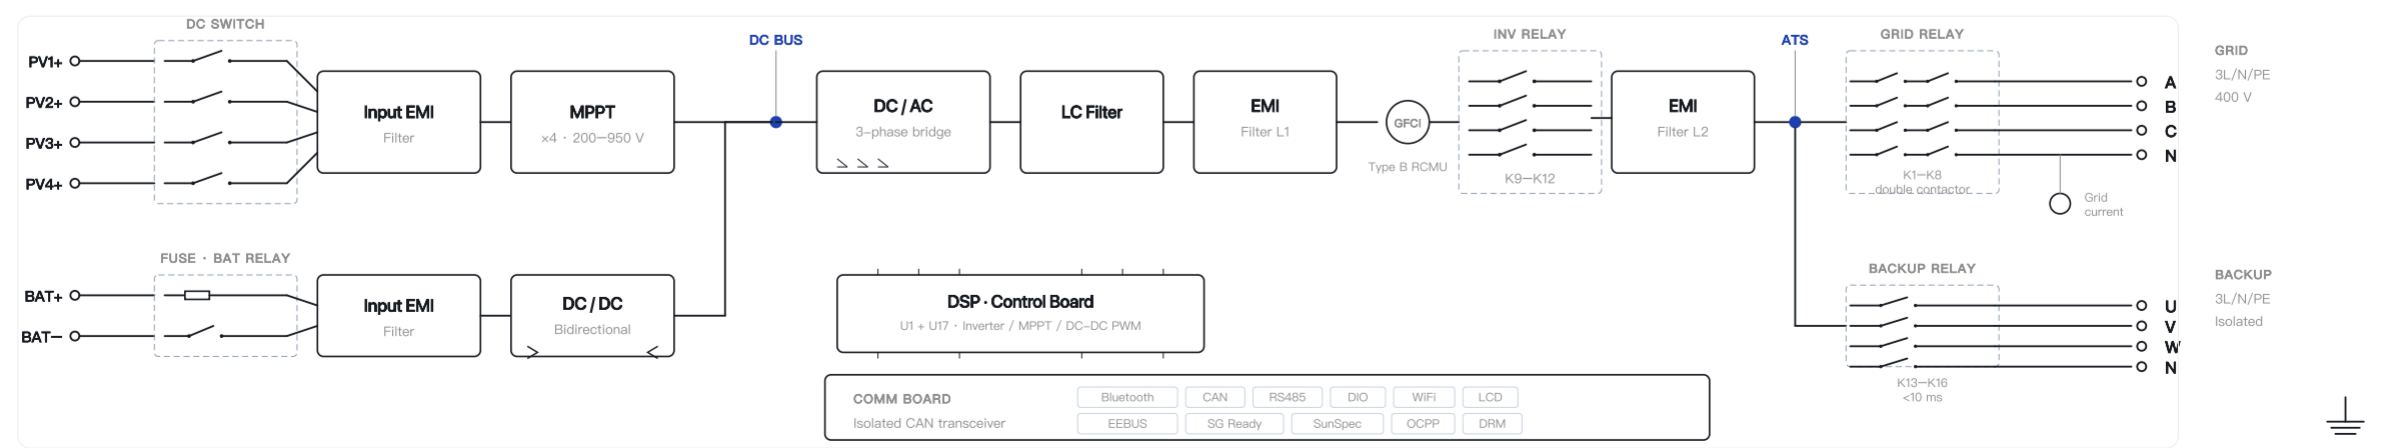 DC SWITCH
PV1+
PV2+
PV3+
PV4+
Input EMI
Filter
MPPT
×4 · 200—950 V
DC BUS
DC / AC
3-phase bridge
LC Filter
EMI
Filter L1
GFCI
Type B RCMU
INV RELAY
K9—K12
EMI
Filter L2
ATS
GRID RELAY
K1—K8
double contactor
A
B
C
N
Grid
current
GRID
3L/N/PE
400 V
FUSE · BAT RELAY
BAT+
BAT—
Input EMI
Filter
DC / DC
Bidirectional
DSP · Control Board
U1 + U17 · Inverter / MPPT / DC-DC PWM
BACKUP RELAY
K13—K16
<10 ms
U
V
W
N
BACKUP
3L/N/PE
Isolated
COMM BOARD
Isolated CAN transceiver
Bluetooth CAN RS485 DIO WiFi LCD
EEBUS SG Ready SunSpec OCPP DRM